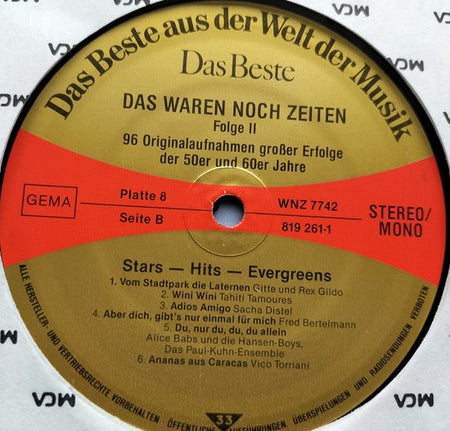 Das Beste aus der Welt der Musik
Das Beste
DAS WAREN NOCH ZEITEN
Folge II
96 Originalaufnahmen großer Erfolge
der 50er und 60er Jahre
GEMA
Platte 8
Seite B
WNZ 7742
819 261-1
STEREO/
MONO
Stars — Hits — Evergreens
1. Vom Stadtpark die Laternen Gitte und Rex Gildo
2. Wini Wini Tahiti Tamoures
3. Adios Amigo Sacha Distel
4. Aber dich, gibt's nur einmal für mich Fred Bertelmann
5. Du, nur du, du, du allein
Alice Babs und die Hansen-Boys,
Das Paul-Kuhn-Ensemble
6. Ananas aus Caracas Vico Torriani
ALLE HERSTELLER- UND VERTRIEBSRECHTE VORBEHALTEN · ÖFFENTLICHE AUFFÜHRUNGEN, ÜBERSPIELUNGEN UND RADIOSENDUNGEN VERBOTEN
33
MCA
MCA
MCA
MCA
MCA
MCA